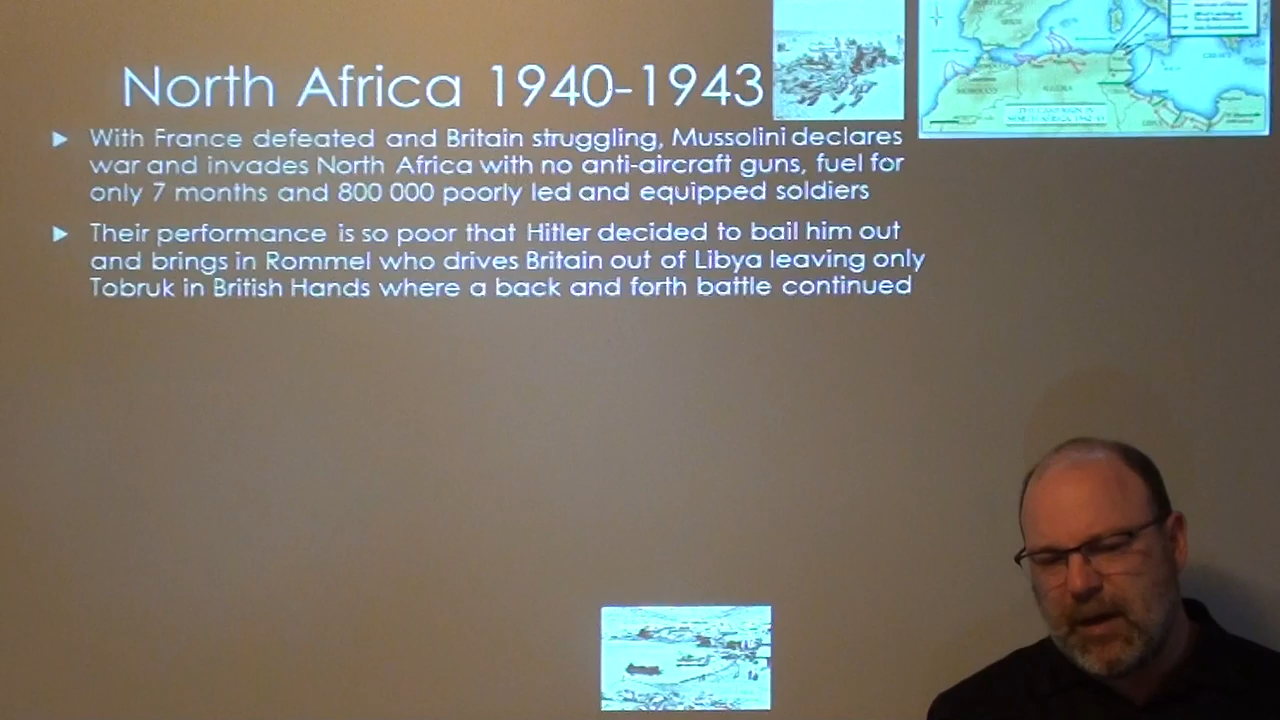 North Africa 1940-1943
With France defeated and Britain struggling, Mussolini declares
war and invades North Africa with no anti-aircraft guns, fuel for
only 7 months and 800 000 poorly led and equipped soldiers
Their performance is so poor that Hitler decided to bail him out
and brings in Rommel who drives Britain out of Libya leaving only
Tobruk in British Hands where a back and forth battle continued